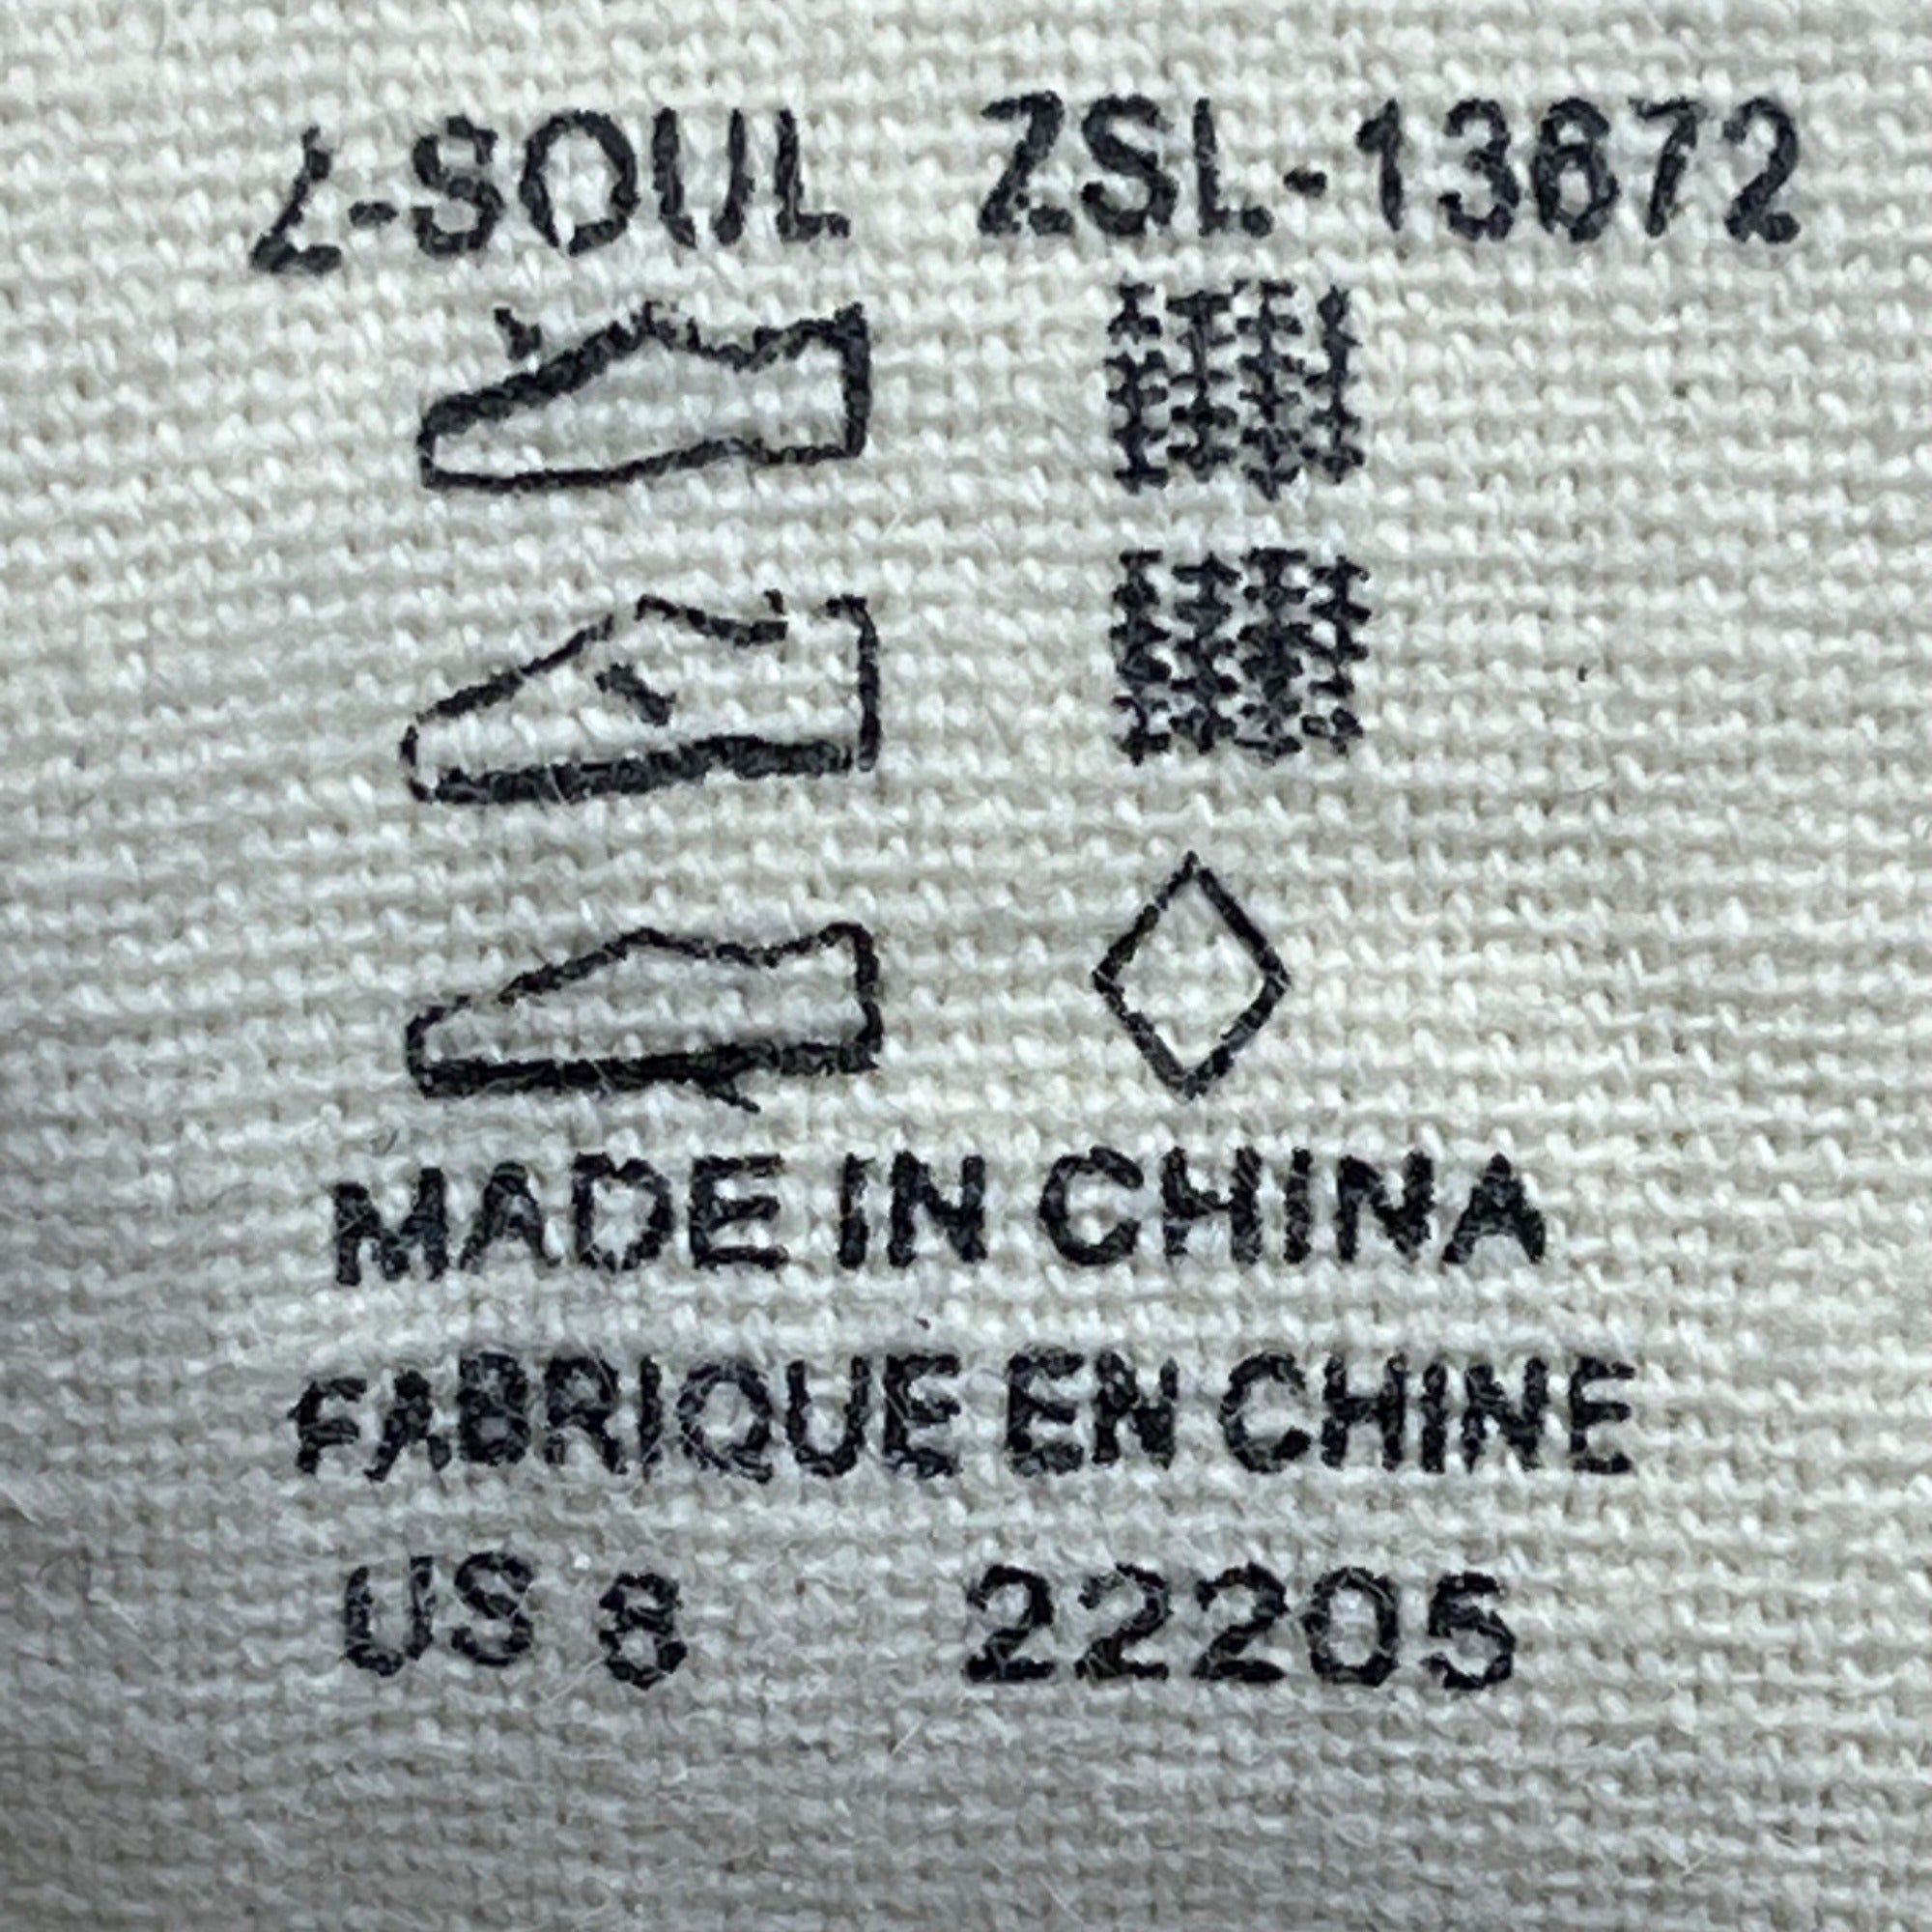 Z-SOUL ZSL-13672
MADE IN CHINA
FABRIQUE EN CHINE
US 8 22205